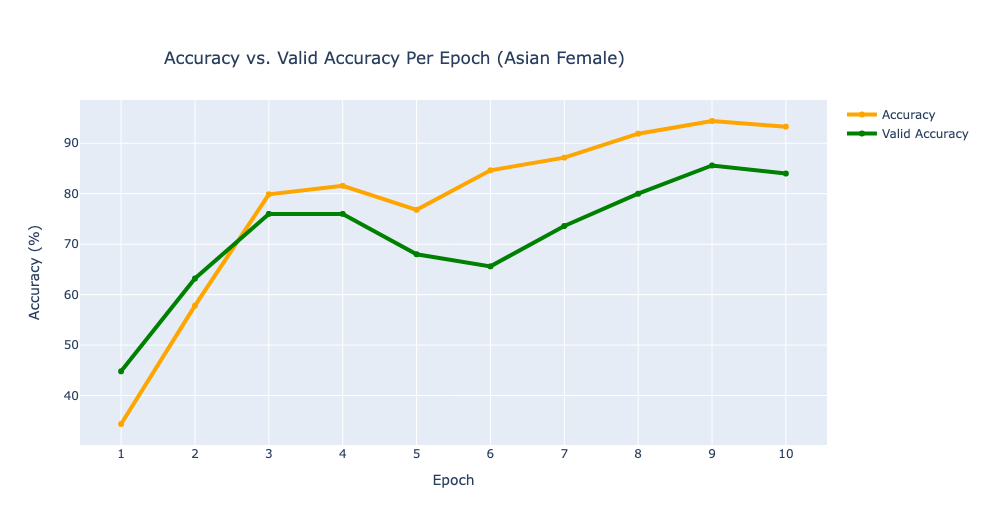 Accuracy vs. Valid Accuracy Per Epoch (Asian Female)
Accuracy
Valid Accuracy
Accuracy (%)
90
80
70
60
50
40
1 2 3 4 5 6 7 8 9 10
Epoch